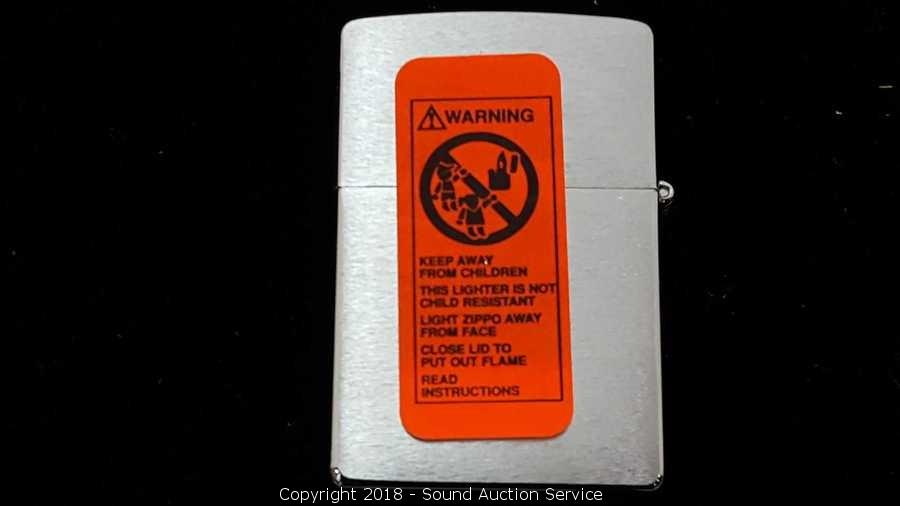 WARNING
KEEP AWAY
FROM CHILDREN
THIS LIGHTER IS NOT
CHILD RESISTANT
LIGHT ZIPPO AWAY
FROM FACE
CLOSE LID TO
PUT OUT FLAME
READ
INSTRUCTIONS
Copyright 2018 - Sound Auction Service